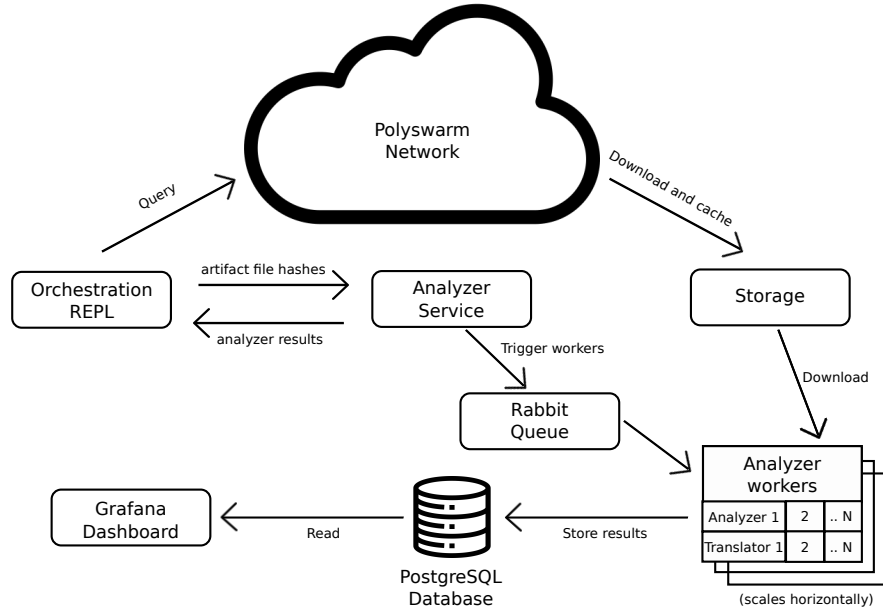 Polyswarm
Network
Query
Download and cache
artifact file hashes
Orchestration
REPL
Analyzer
Service
Storage
analyzer results
Trigger workers
Download
Rabbit
Queue
Analyzer
workers
Grafana
Dashboard
Analyzer 1 2 .. N
Read
Store results
Translator 1 2 .. N
PostgreSQL
Database
(scales horizontally)